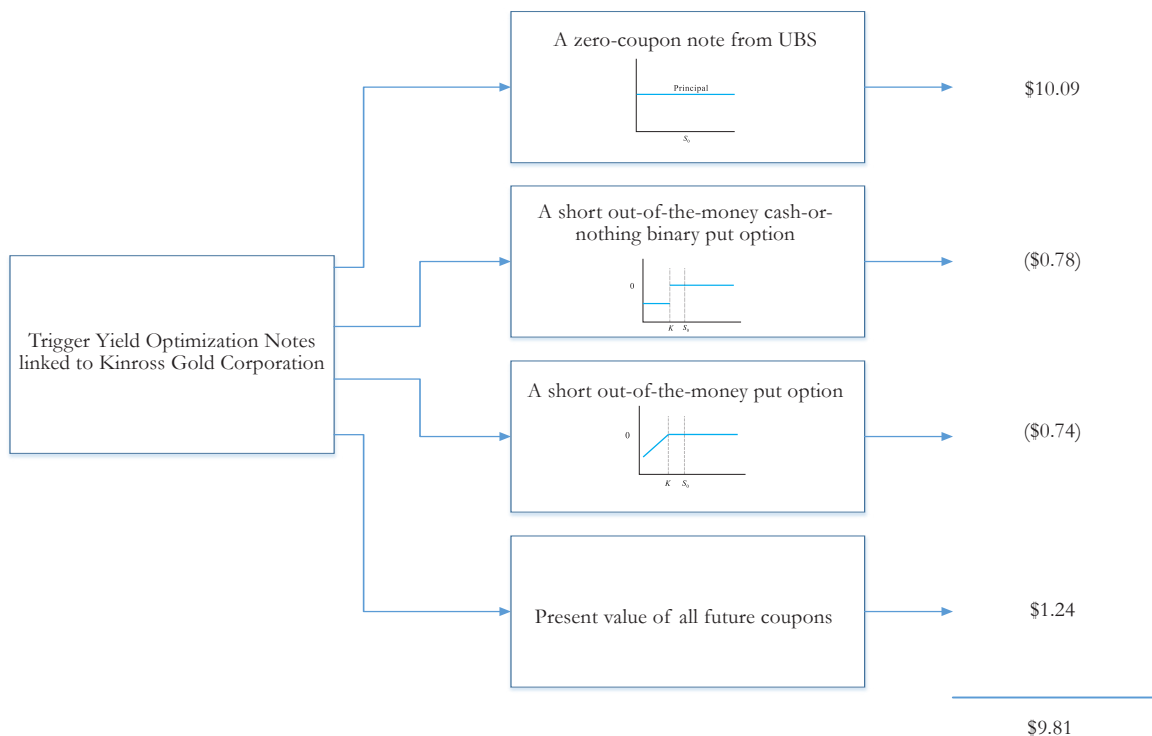 A zero-coupon note from UBS
Principal
S₀
$10.09
A short out-of-the-money cash-or-
nothing binary put option
0
K
S₀
($0.78)
Trigger Yield Optimization Notes
linked to Kinross Gold Corporation
A short out-of-the-money put option
0
K
S₀
($0.74)
Present value of all future coupons
$1.24
$9.81